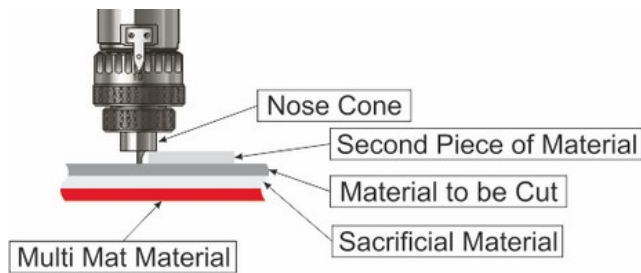 Nose Cone
Second Piece of Material
Material to be Cut
Sacrificial Material
Multi Mat Material